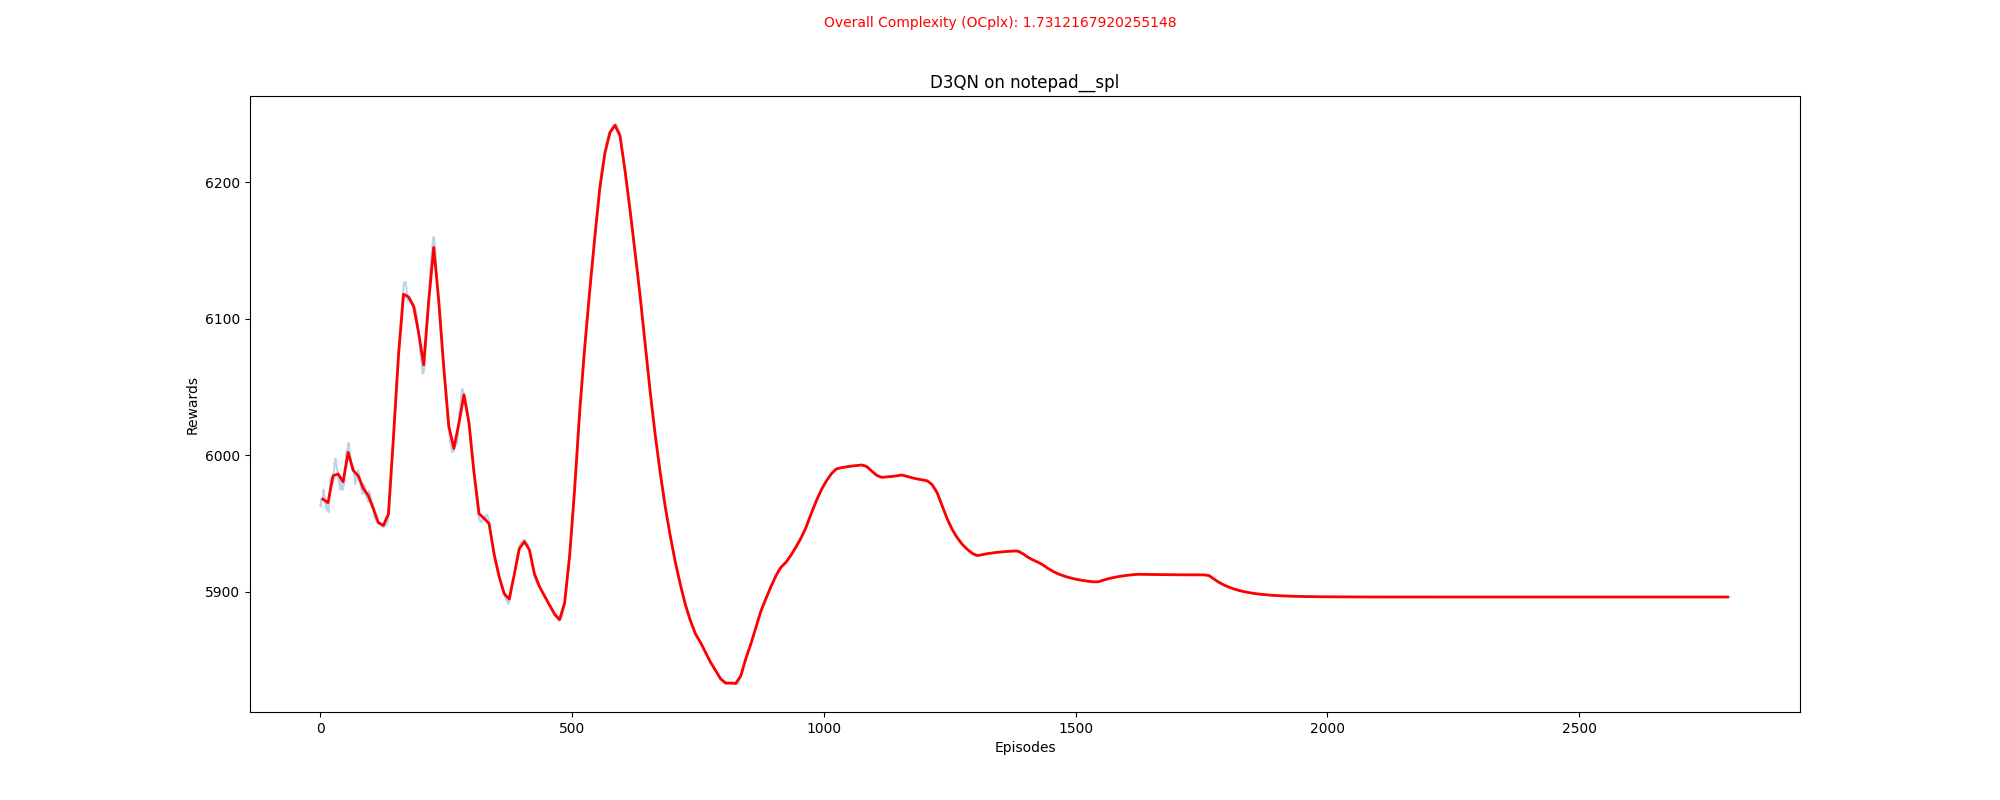 Overall Complexity (OCplx): 1.7312167920255148
D3QN on notepad__spl
Rewards
6200
6100
6000
5900
0 500 1000 1500 2000 2500
Episodes